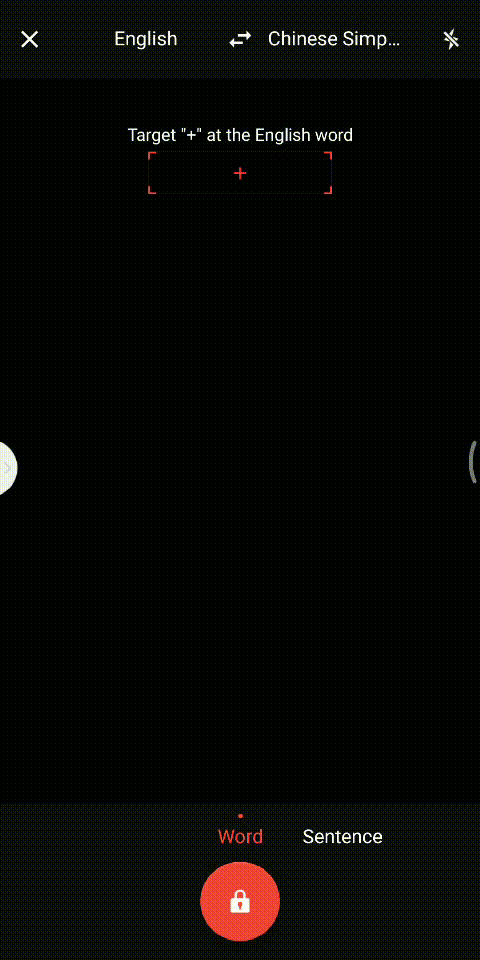 English
Chinese Simp...
Target "+" at the English word
+
Word
Sentence